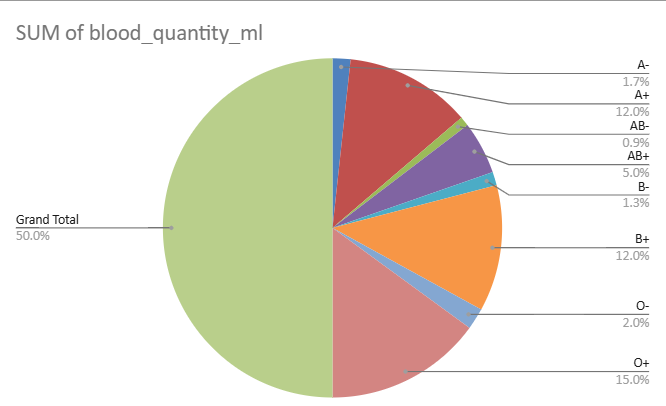 SUM of blood_quantity_ml
A-
1.7%
A+
12.0%
AB-
0.9%
AB+
5.0%
B-
1.3%
Grand Total
50.0%
B+
12.0%
O-
2.0%
O+
15.0%